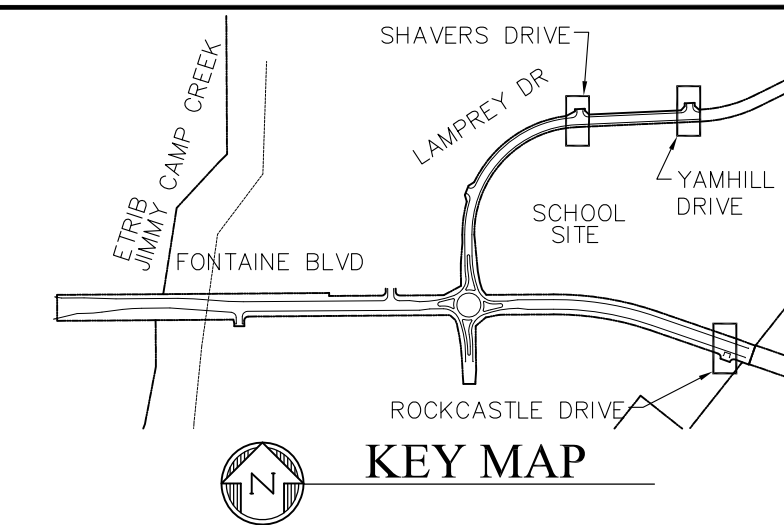 SHAVERS DRIVE
LAMPREY DR
ETRIB
JIMMY CAMP CREEK
YAMHILL
DRIVE
SCHOOL
SITE
FONTAINE BLVD
ROCKCASTLE DRIVE
N
KEY MAP